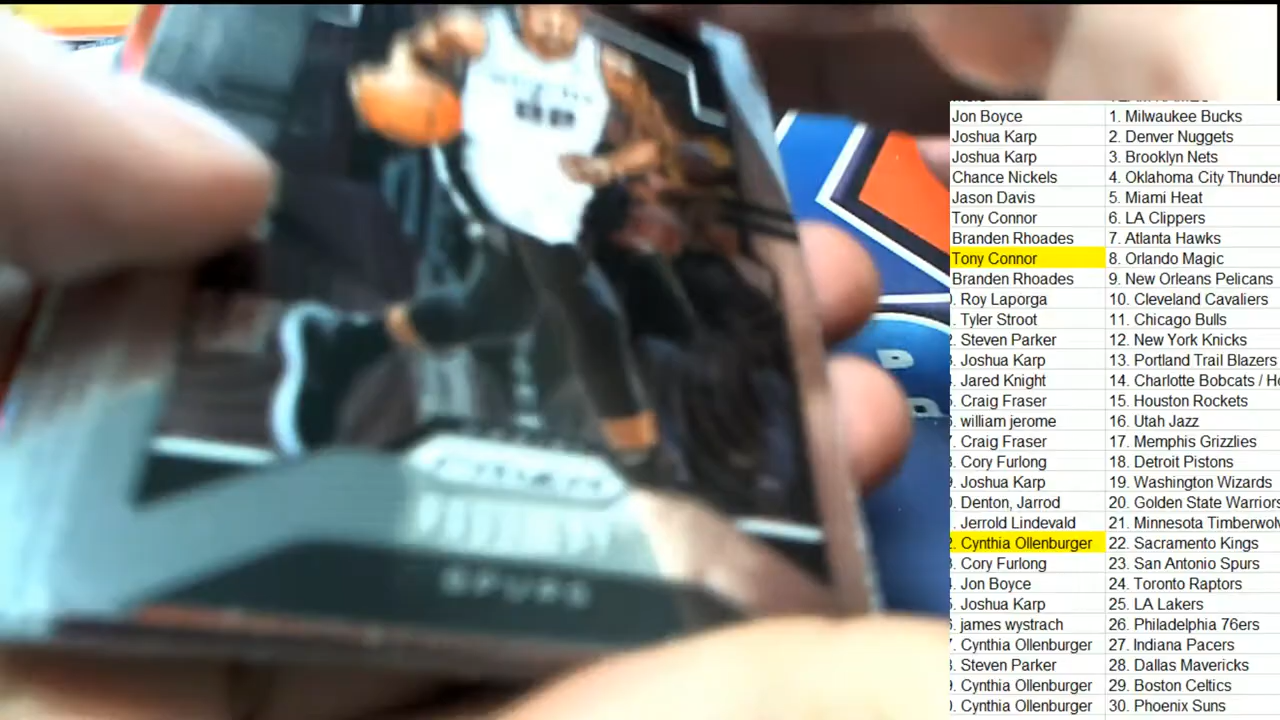 SPURS
Jon Boyce 1. Milwaukee Bucks
Joshua Karp 2. Denver Nuggets
Joshua Karp 3. Brooklyn Nets
Chance Nickels 4. Oklahoma City Thunder
Jason Davis 5. Miami Heat
Tony Connor 6. LA Clippers
Branden Rhoades 7. Atlanta Hawks
Tony Connor 8. Orlando Magic
Branden Rhoades 9. New Orleans Pelicans
. Roy Laporga 10. Cleveland Cavaliers
. Tyler Stroot 11. Chicago Bulls
. Steven Parker 12. New York Knicks
. Joshua Karp 13. Portland Trail Blazers
. Jared Knight 14. Charlotte Bobcats / Ho
. Craig Fraser 15. Houston Rockets
. william jerome 16. Utah Jazz
. Craig Fraser 17. Memphis Grizzlies
. Cory Furlong 18. Detroit Pistons
. Joshua Karp 19. Washington Wizards
. Denton, Jarrod 20. Golden State Warriors
. Jerrold Lindevald 21. Minnesota Timberwolv
2. Cynthia Ollenburger 22. Sacramento Kings
. Cory Furlong 23. San Antonio Spurs
. Jon Boyce 24. Toronto Raptors
. Joshua Karp 25. LA Lakers
. james wystrach 26. Philadelphia 76ers
. Cynthia Ollenburger 27. Indiana Pacers
. Steven Parker 28. Dallas Mavericks
. Cynthia Ollenburger 29. Boston Celtics
. Cynthia Ollenburger 30. Phoenix Suns